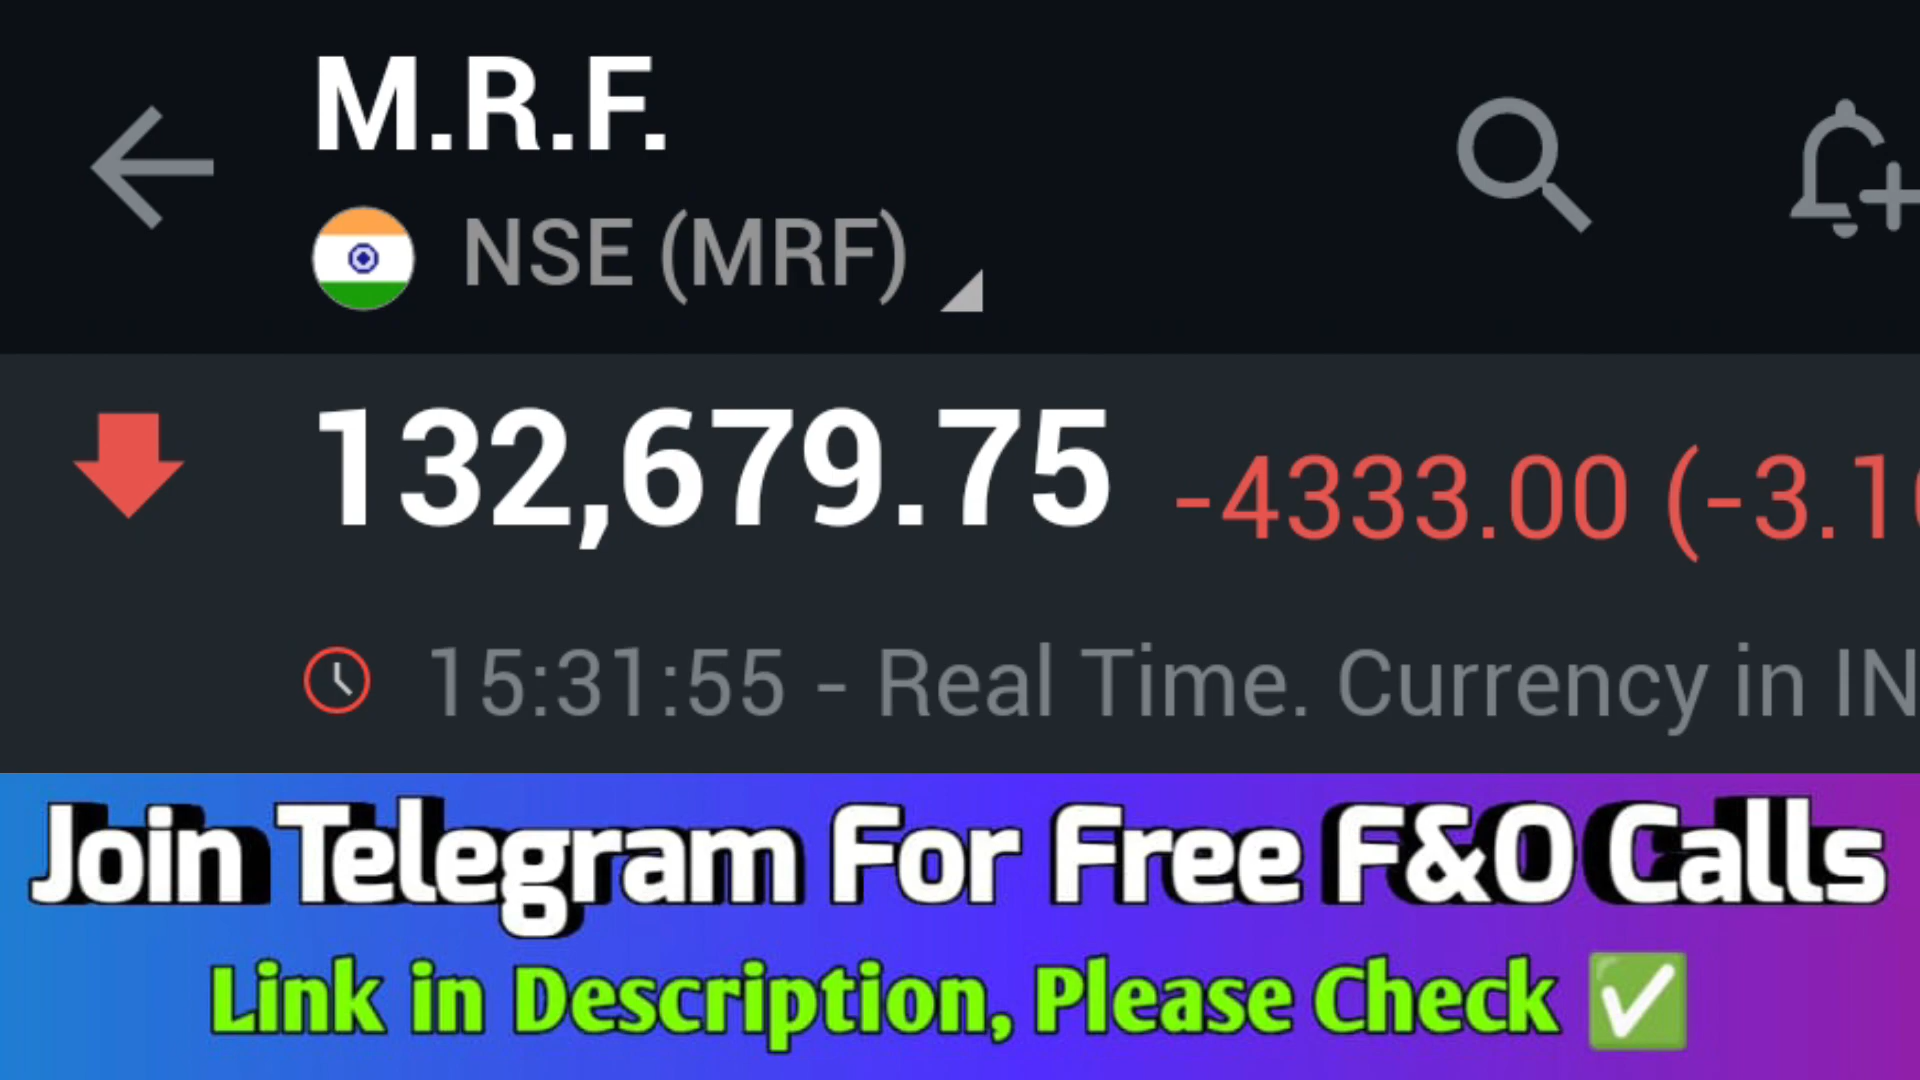 M.R.F.
NSE (MRF)
132,679.75 -4333.00 (-3.1
15:31:55 - Real Time. Currency in IN
Join Telegram For Free F&O Calls
Link in Description, Please Check ✅